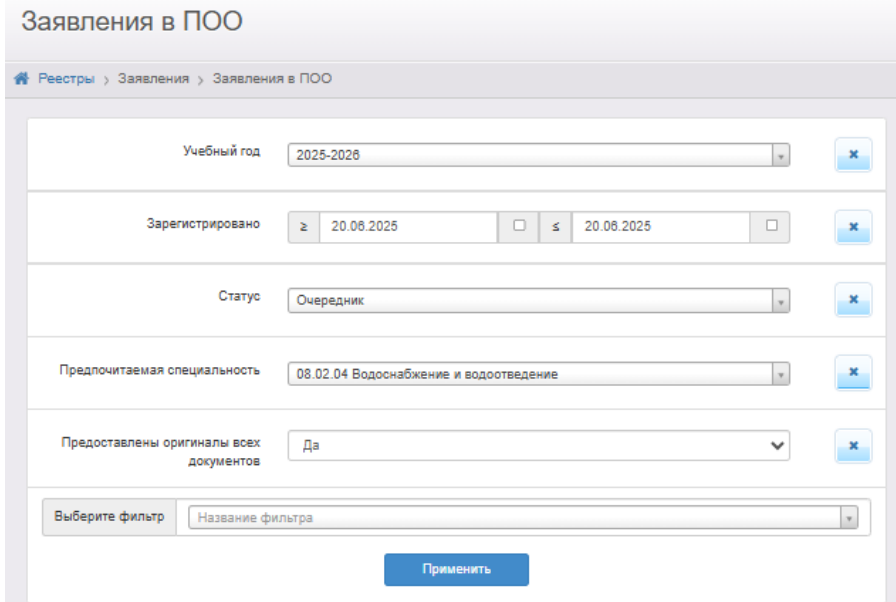 Заявления в ПОО
Реестры > Заявления > Заявления в ПОО
Учебный год 2025-2026
Зарегистрировано ≥ 20.06.2025 ≤ 20.06.2025
Статус Очередник
Предпочитаемая специальность 08.02.04 Водоснабжение и водоотведение
Предоставлены оригиналы всех
документов
Да
Выберите фильтр Название фильтра
Применить